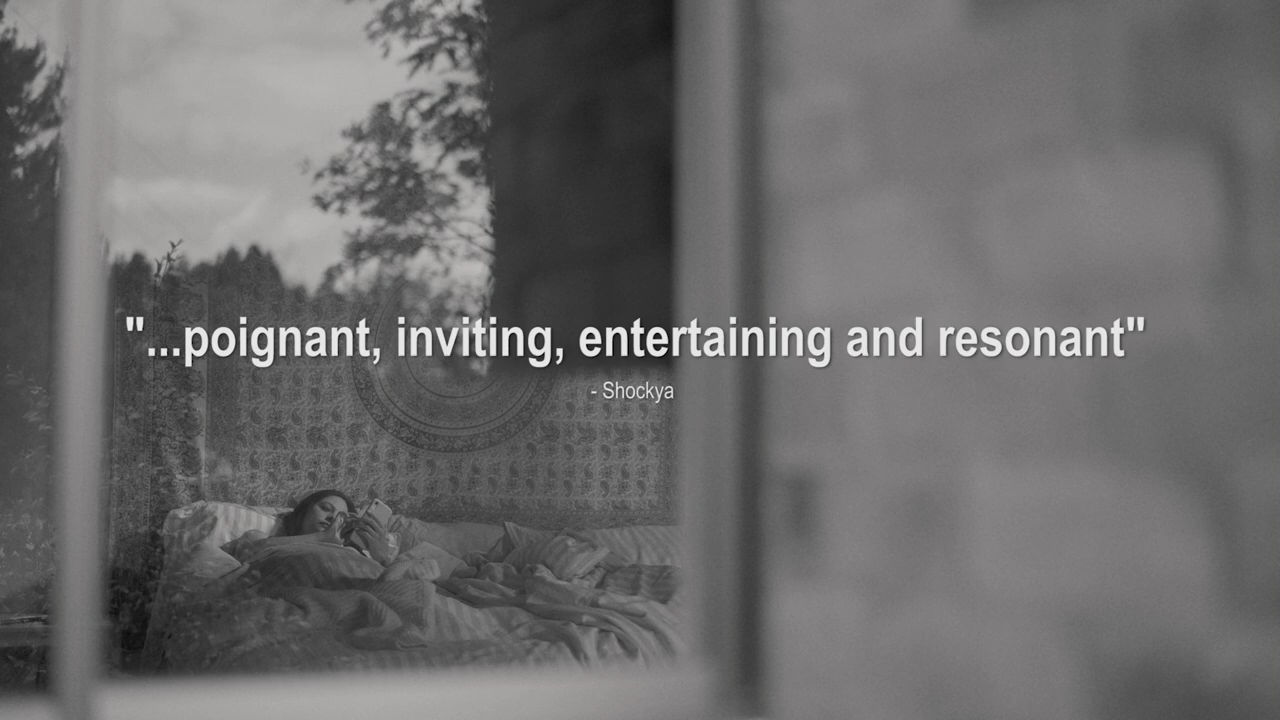 "...poignant, inviting, entertaining and resonant"
- Shockya